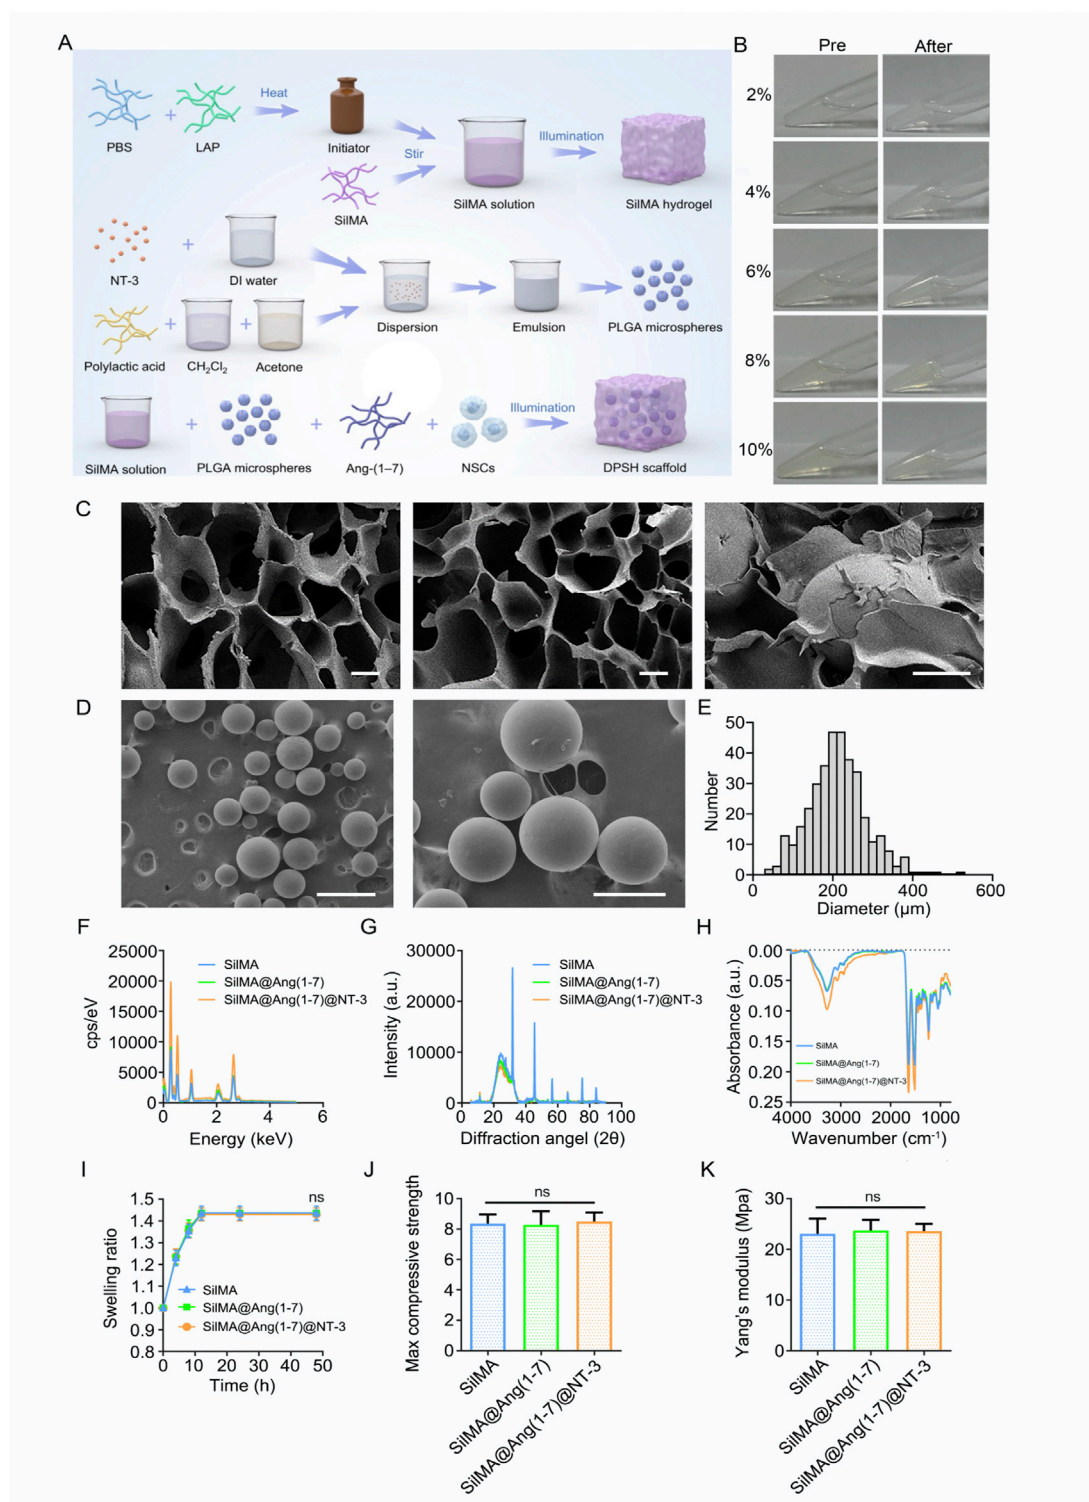 A
PBS
+
LAP
Heat
Initiator
Stir
SilMA
SilMA solution
Illumination
SilMA hydrogel
NT-3
+
DI water
Polylactic acid
+
CH₂Cl₂
+
Acetone
Dispersion
Emulsion
PLGA microspheres
SilMA solution
+
PLGA microspheres
+
Ang-(1–7)
+
NSCs
Illumination
DPSH scaffold
B
Pre
After
2%
4%
6%
8%
10%
C
D
E
50
40
30
20
10
0
Number
0
200
400
600
Diameter (µm)
F
25000
20000
15000
10000
5000
0
cps/eV
SilMA
SilMA@Ang(1-7)
SilMA@Ang(1-7)@NT-3
0
2
4
6
Energy (keV)
G
30000
20000
10000
0
Intensity (a.u.)
SilMA
SilMA@Ang(1-7)
SilMA@Ang(1-7)@NT-3
0
20
40
60
80
100
Diffraction angel (2θ)
H
0.00
0.05
0.10
0.15
0.20
0.25
Absorbance (a.u.)
SilMA
SilMA@Ang(1-7)
SilMA@Ang(1-7)@NT-3
4000
3000
2000
1000
Wavenumber (cm⁻¹)
I
1.5
1.4
1.3
1.2
1.1
1.0
0.9
0.8
Swelling ratio
ns
SilMA
SilMA@Ang(1-7)
SilMA@Ang(1-7)@NT-3
0
10
20
30
40
50
Time (h)
J
10
8
6
4
2
0
Max compressive strength
ns
SilMA
SilMA@Ang(1-7)
SilMA@Ang(1-7)@NT-3
K
30
20
10
0
Yang's modulus (Mpa)
ns
SilMA
SilMA@Ang(1-7)
SilMA@Ang(1-7)@NT-3